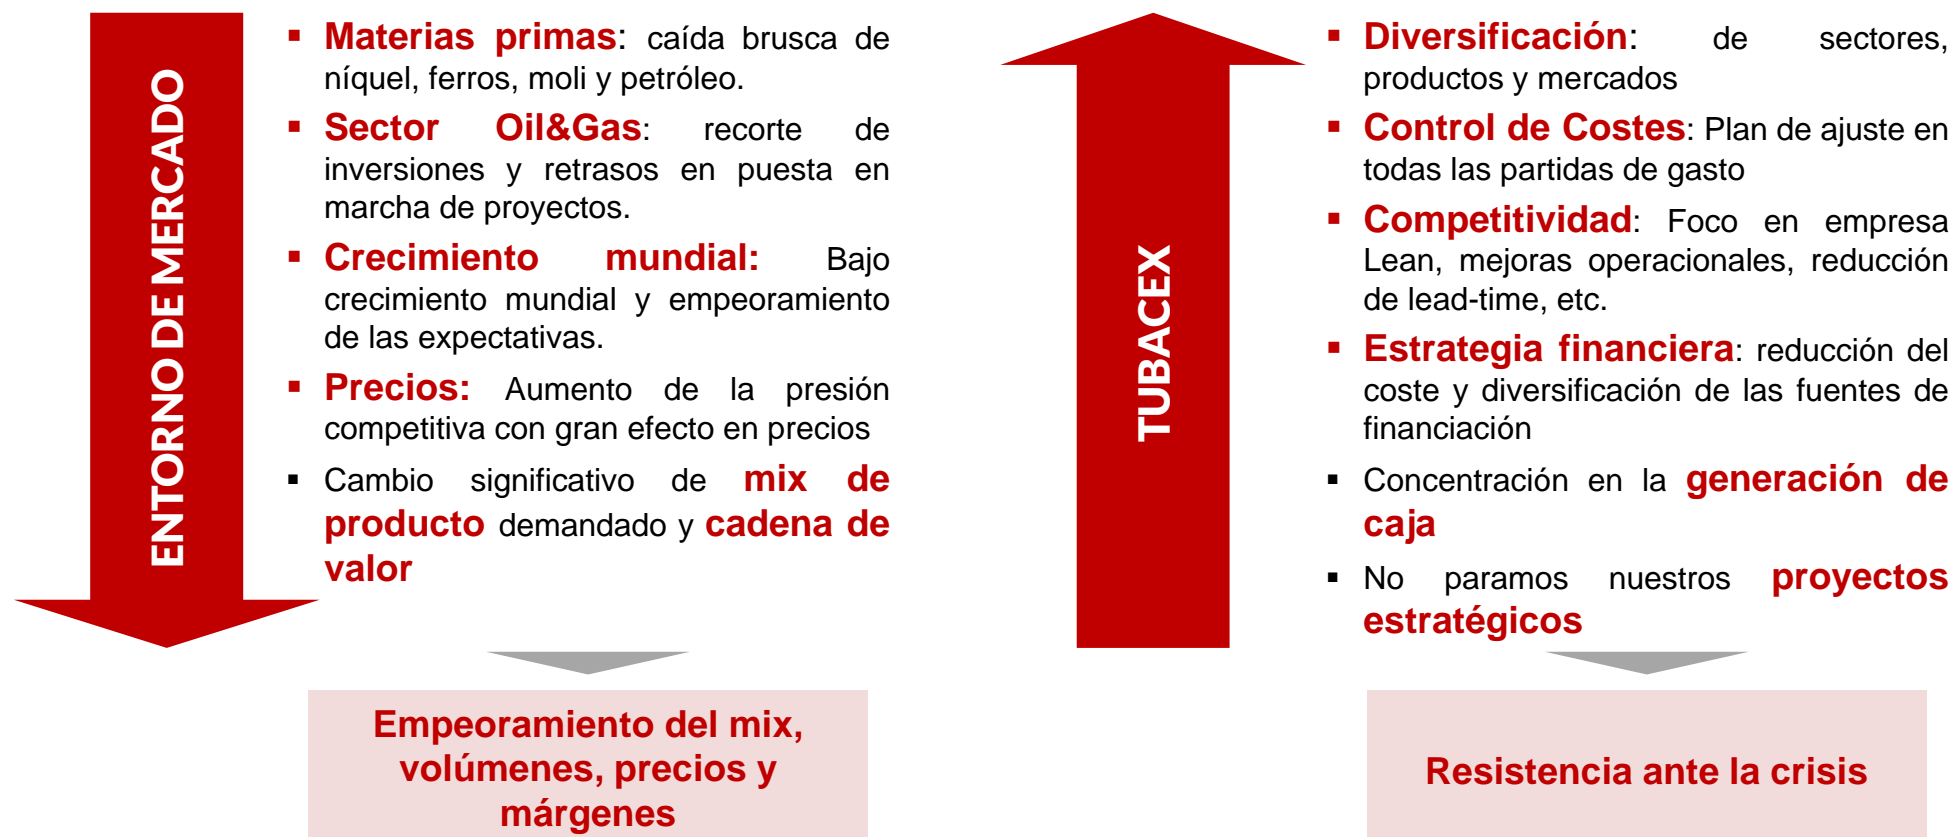 ENTORNO DE MERCADO
▪ Materias primas: caída brusca de
níquel, ferros, moli y petróleo.
▪ Sector Oil&Gas: recorte de
inversiones y retrasos en puesta en
marcha de proyectos.
▪ Crecimiento mundial: Bajo
crecimiento mundial y empeoramiento
de las expectativas.
▪ Precios: Aumento de la presión
competitiva con gran efecto en precios
▪ Cambio significativo de mix de
producto demandado y cadena de
valor
Empeoramiento del mix,
volúmenes, precios y
márgenes
TUBACEX
▪ Diversificación: de sectores,
productos y mercados
▪ Control de Costes: Plan de ajuste en
todas las partidas de gasto
▪ Competitividad: Foco en empresa
Lean, mejoras operacionales, reducción
de lead-time, etc.
▪ Estrategia financiera: reducción del
coste y diversificación de las fuentes de
financiación
▪ Concentración en la generación de
caja
▪ No paramos nuestros proyectos
estratégicos
Resistencia ante la crisis